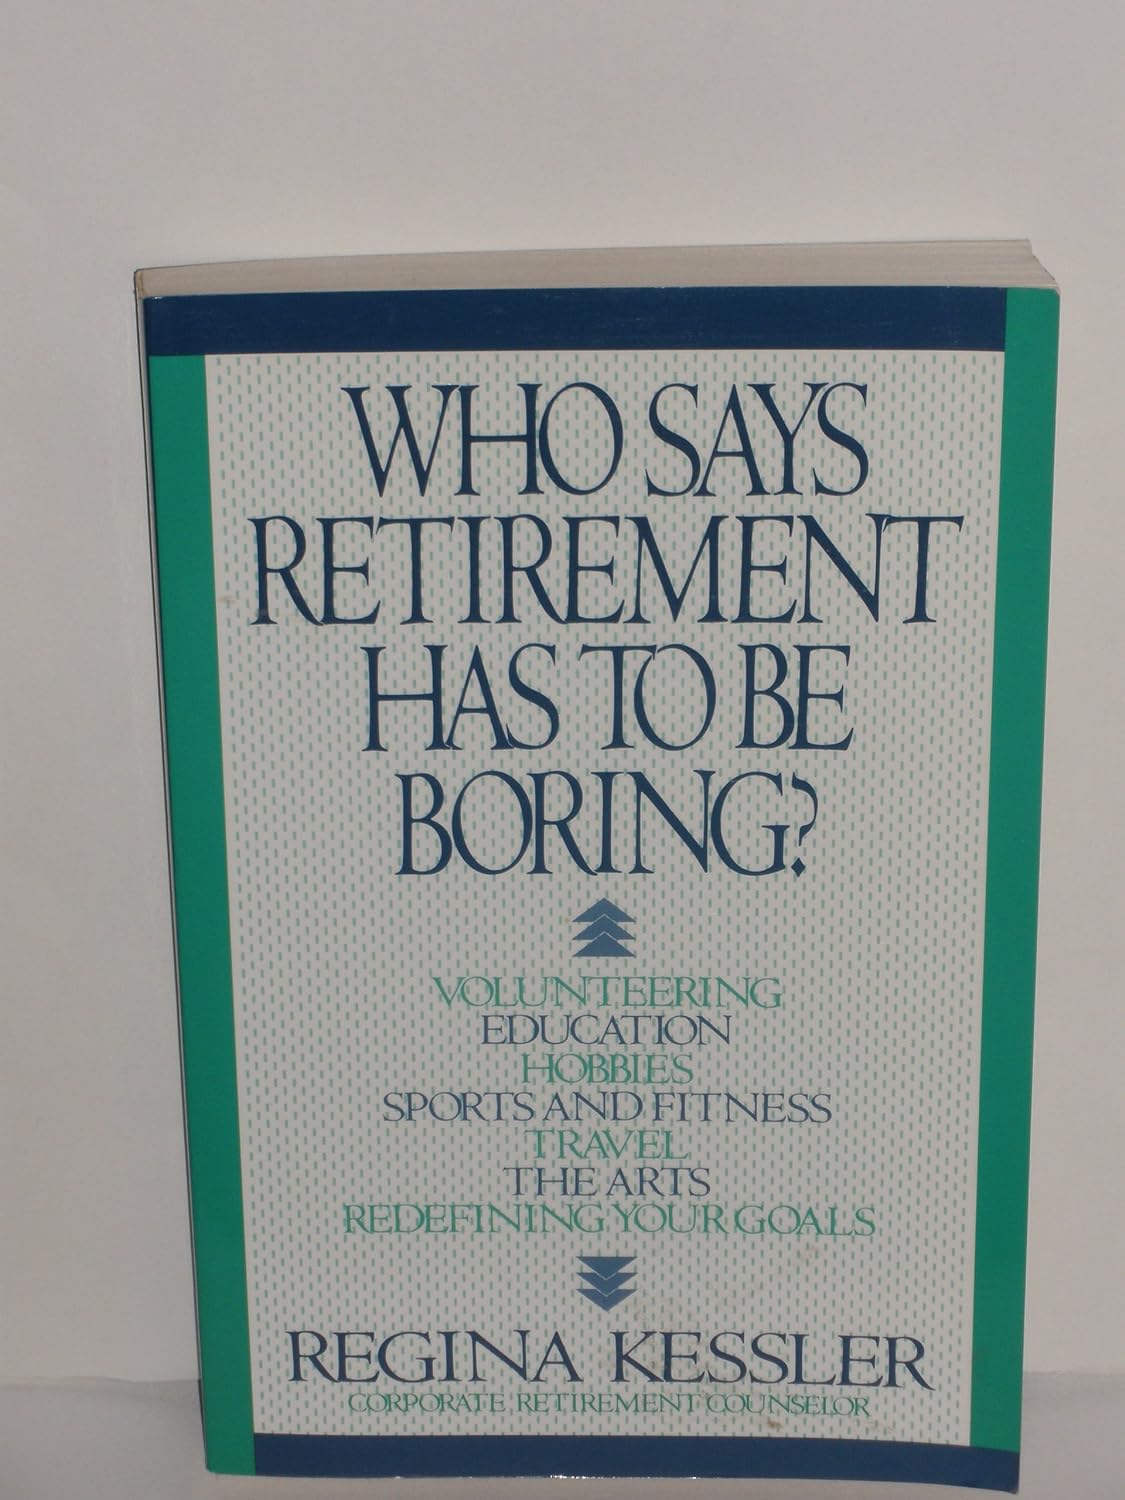 WHO SAYS
RETIREMENT
HAS TO BE
BORING?
VOLUNTEERING
EDUCATION
HOBBIES
SPORTS AND FITNESS
TRAVEL
THE ARTS
REDEFINING YOUR GOALS
REGINA KESSLER
CORPORATE RETIREMENT COUNSELOR